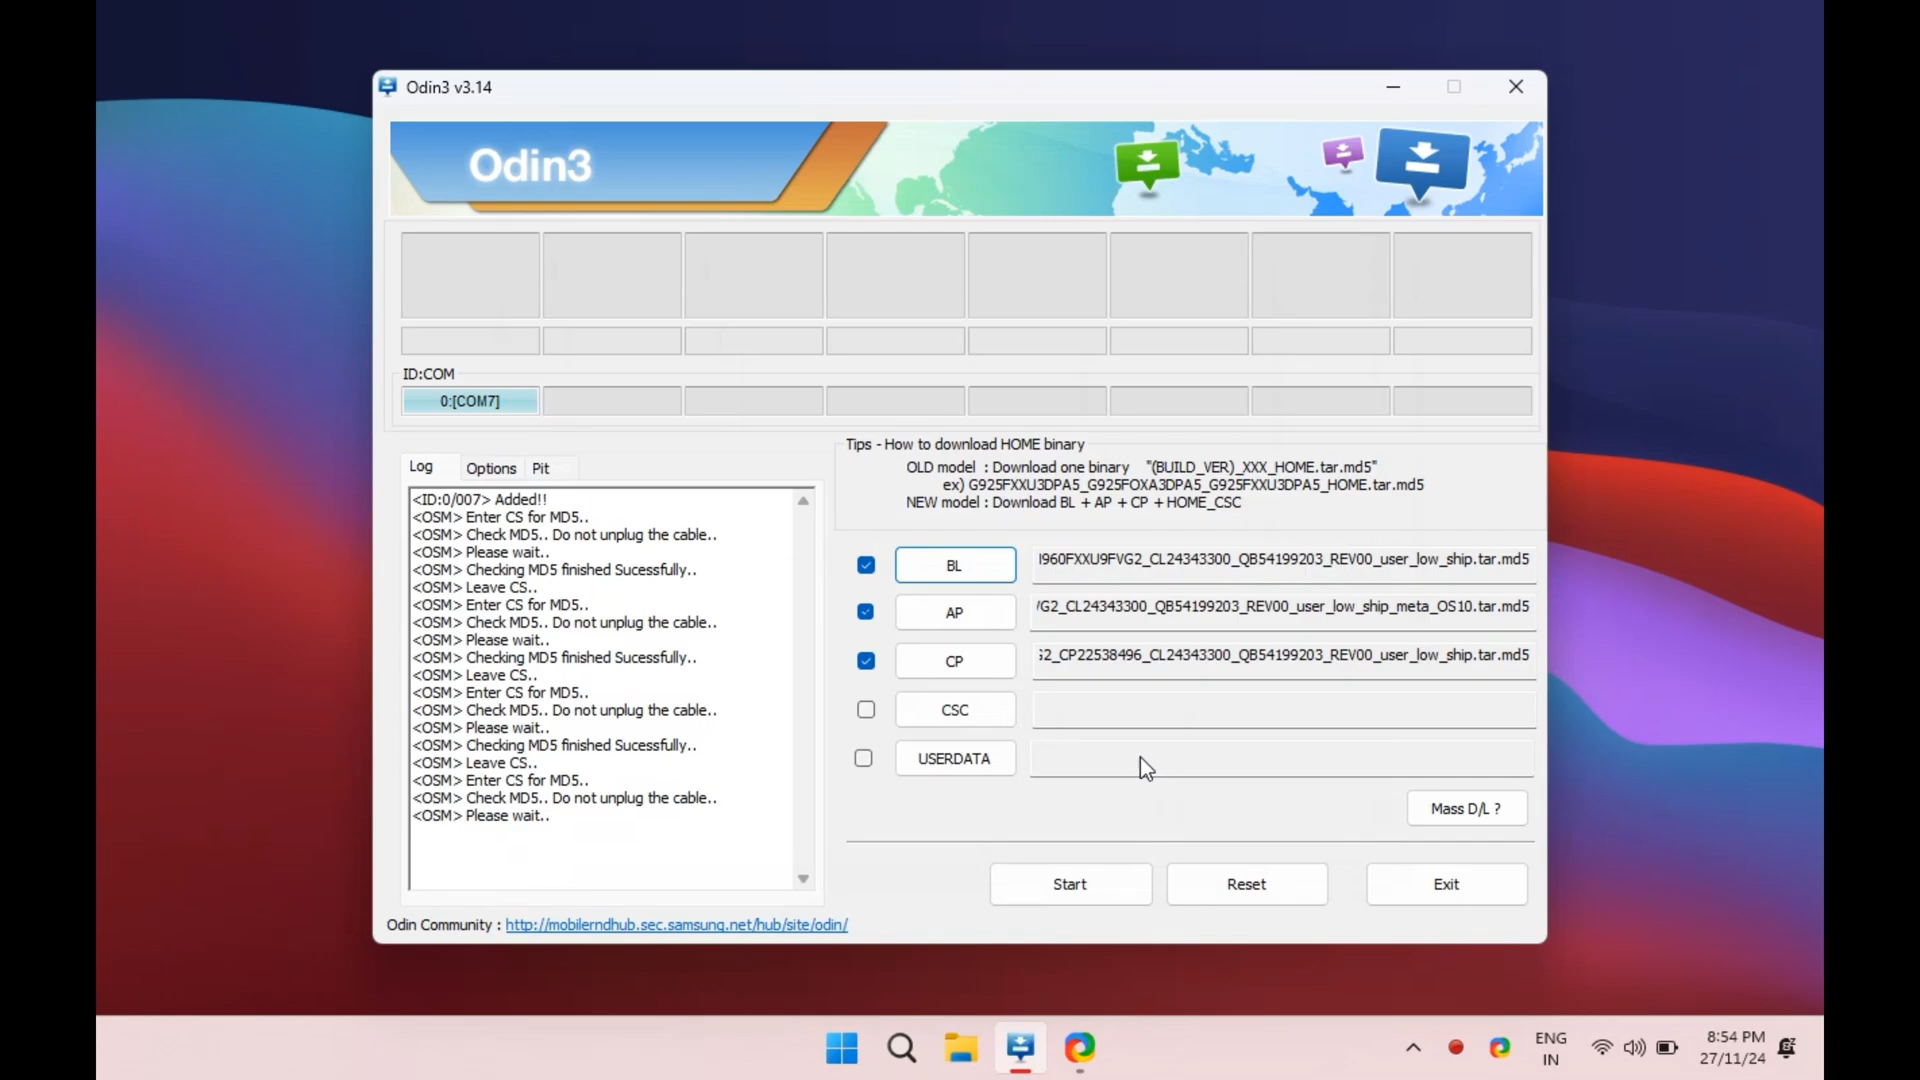 Odin3 v3.14
Odin3
ID:COM
0:[COM7]
Log
Options
Pit
<ID:0/007> Added!!
<OSM> Enter CS for MD5..
<OSM> Check MD5.. Do not unplug the cable..
<OSM> Please wait..
<OSM> Checking MD5 finished Sucessfully..
<OSM> Leave CS..
<OSM> Enter CS for MD5..
<OSM> Check MD5.. Do not unplug the cable..
<OSM> Please wait..
<OSM> Checking MD5 finished Sucessfully..
<OSM> Leave CS..
<OSM> Enter CS for MD5..
<OSM> Check MD5.. Do not unplug the cable..
<OSM> Please wait..
<OSM> Checking MD5 finished Sucessfully..
<OSM> Leave CS..
<OSM> Enter CS for MD5..
<OSM> Check MD5.. Do not unplug the cable..
<OSM> Please wait..
Tips - How to download HOME binary
OLD model : Download one binary "(BUILD_VER)_XXX_HOME.tar.md5"
ex) G925FXXU3DPA5_G925FOXA3DPA5_G925FXXU3DPA5_HOME.tar.md5
NEW model : Download BL + AP + CP + HOME_CSC
BL
960FXXU9FVG2_CL24343300_QB54199203_REV00_user_low_ship.tar.md5
AP
G2_CL24343300_QB54199203_REV00_user_low_ship_meta_OS10.tar.md5
CP
2_CP22538496_CL24343300_QB54199203_REV00_user_low_ship.tar.md5
CSC
USERDATA
Mass D/L ?
Start
Reset
Exit
Odin Community : http://mobilerndhub.sec.samsung.net/hub/site/odin/
ENG
IN
8:54 PM
27/11/24